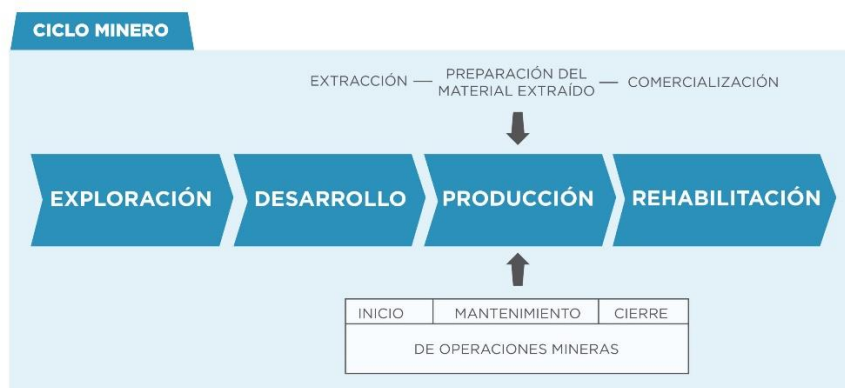 CICLO MINERO
EXTRACCIÓN — PREPARACIÓN DEL MATERIAL EXTRAÍDO — COMERCIALIZACIÓN
EXPLORACIÓN DESARROLLO PRODUCCIÓN REHABILITACIÓN
INICIO MANTENIMIENTO CIERRE
DE OPERACIONES MINERAS